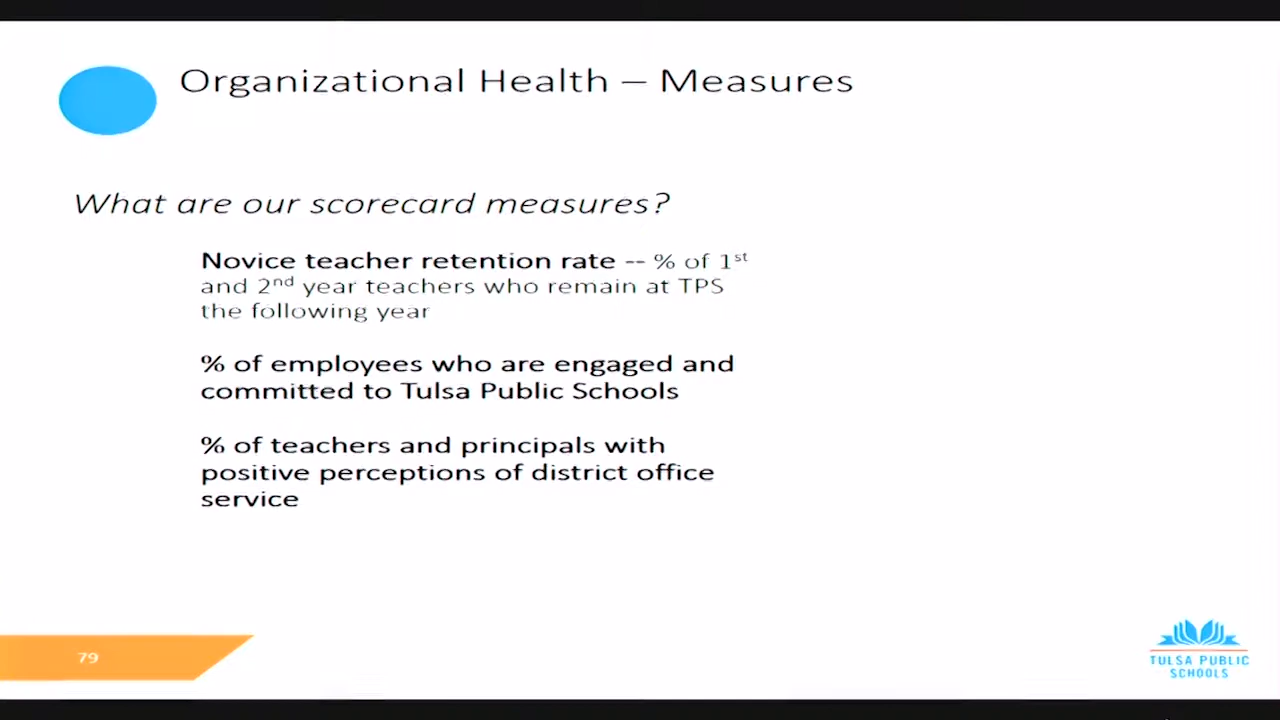 Organizational Health – Measures
What are our scorecard measures?
Novice teacher retention rate -- % of 1st
and 2nd year teachers who remain at TPS
the following year
% of employees who are engaged and
committed to Tulsa Public Schools
% of teachers and principals with
positive perceptions of district office
service
79
TULSA PUBLIC
SCHOOLS